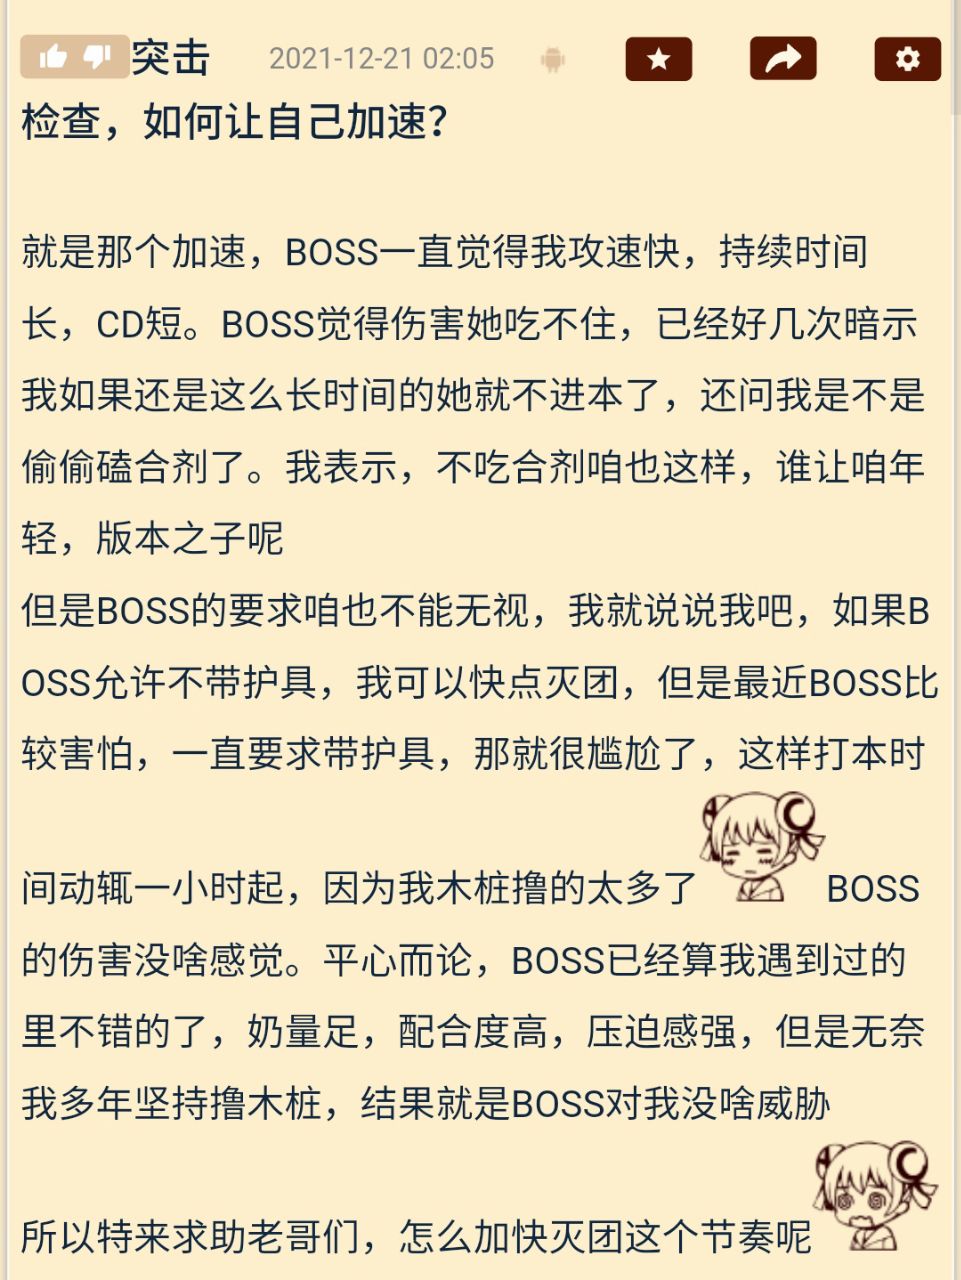 突击
2021-12-21 02:05
检查，如何让自己加速？
就是那个加速，BOSS一直觉得我攻速快，持续时间
长，CD短。BOSS觉得伤害她吃不住，已经好几次暗示
我如果还是这么长时间的她就不进本了，还问我是不是
偷偷磕合剂了。我表示，不吃合剂咱也这样，谁让咱年
轻，版本之子呢
但是BOSS的要求咱也不能无视，我就说说我吧，如果B
OSS允许不带护具，我可以快点灭团，但是最近BOSS比
较害怕，一直要求带护具，那就很尴尬了，这样打本时
间动辄一小时起，因为我木桩撸的太多了 BOSS
的伤害没啥感觉。平心而论，BOSS已经算我遇到过的
里不错的了，奶量足，配合度高，压迫感强，但是无奈
我多年坚持撸木桩，结果就是BOSS对我没啥威胁
所以特来求助老哥们，怎么加快灭团这个节奏呢